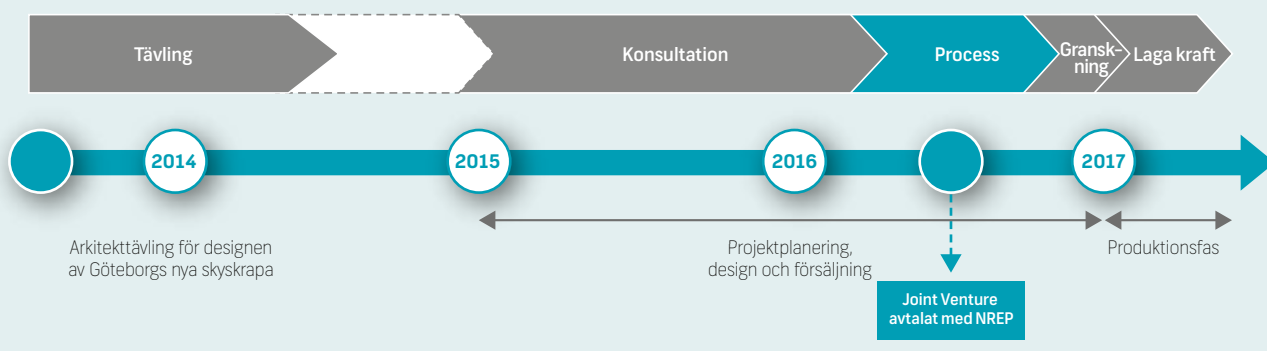 Tävling
Konsultation
Process
Gransk-
ning
Laga kraft
2014
2015
2016
2017
Arkitekttävling för designen
av Göteborgs nya skyskrapa
Projektplanering,
design och försäljning
Produktionsfas
Joint Venture
avtalat med NREP